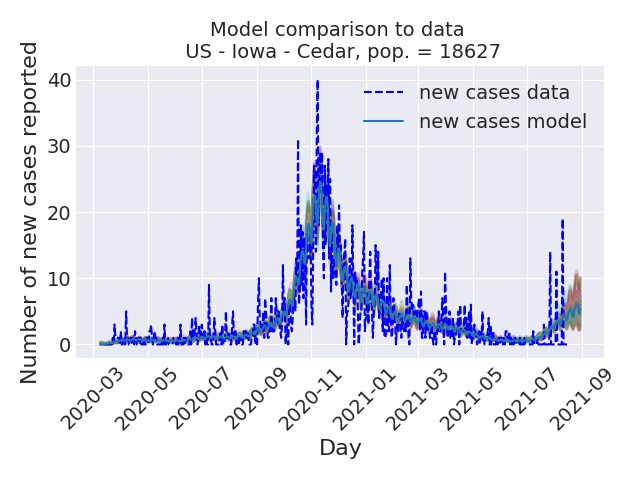 Model comparison to data
US - Iowa - Cedar, pop. = 18627
Number of new cases reported
40
30
20
10
0
new cases data
new cases model
2020-03
2020-05
2020-07
2020-09
2020-11
2021-01
2021-03
2021-05
2021-07
2021-09
Day